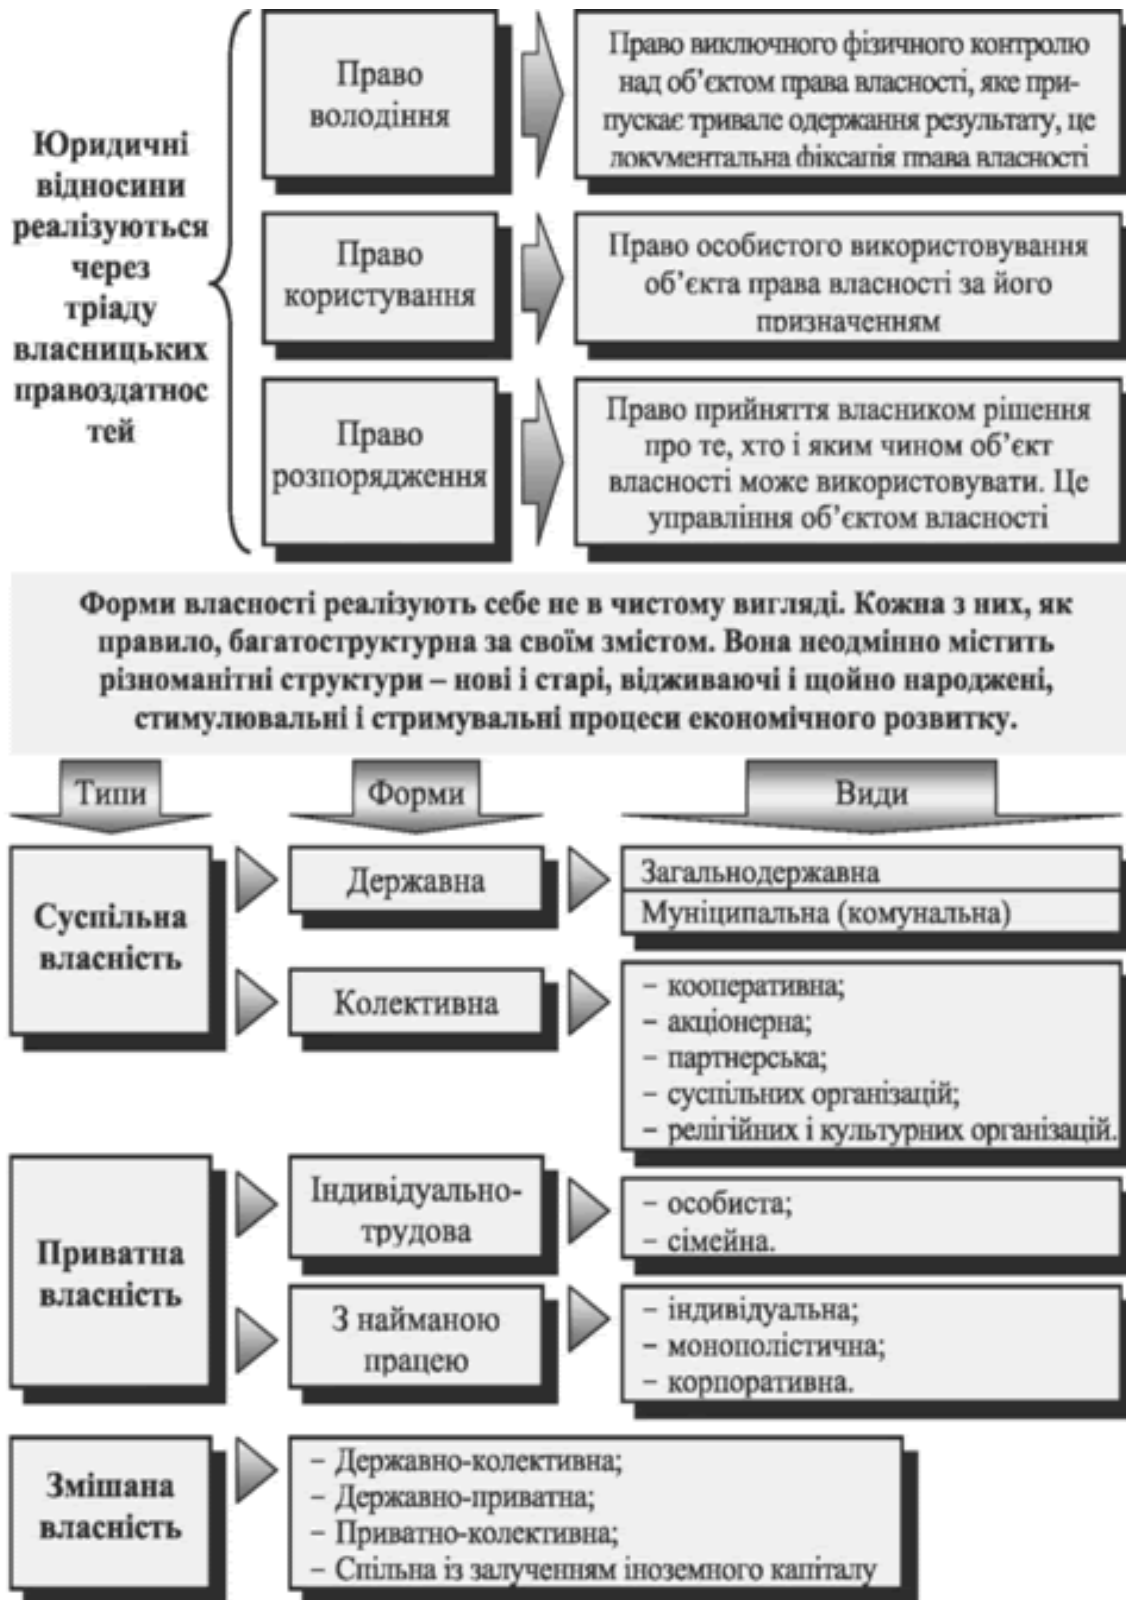 Юридичні
відносини
реалізуються
через
тріаду
власницьких
правоздатнос
тей
Право
володіння
Право виключного фізичного контролю
над об’єктом права власності, яке при-
пускає тривале одержання результату, це
документальна фіксація права власності
Право
користування
Право особистого використовування
об’єкта права власності за його
призначенням
Право
розпорядження
Право прийняття власником рішення
про те, хто і яким чином об’єкт
власності може використовувати. Це
управління об’єктом власності
Форми власності реалізують себе не в чистому вигляді. Кожна з них, як
правило, багатоструктурна за своїм змістом. Вона неодмінно містить
різноманітні структури – нові і старі, відживаючі і щойно народжені,
стимулювальні і стримувальні процеси економічного розвитку.
Типи
Форми
Види
Суспільна
власність
Державна
Загальнодержавна
Муніципальна (комунальна)
Колективна
– кооперативна;
– акціонерна;
– партнерська;
– суспільних організацій;
– релігійних і культурних організацій.
Приватна
власність
Індивідуально-
трудова
– особиста;
– сімейна.
З найманою
працею
– індивідуальна;
– монополістична;
– корпоративна.
Змішана
власність
– Державно-колективна;
– Державно-приватна;
– Приватно-колективна;
– Спільна із залученням іноземного капіталу